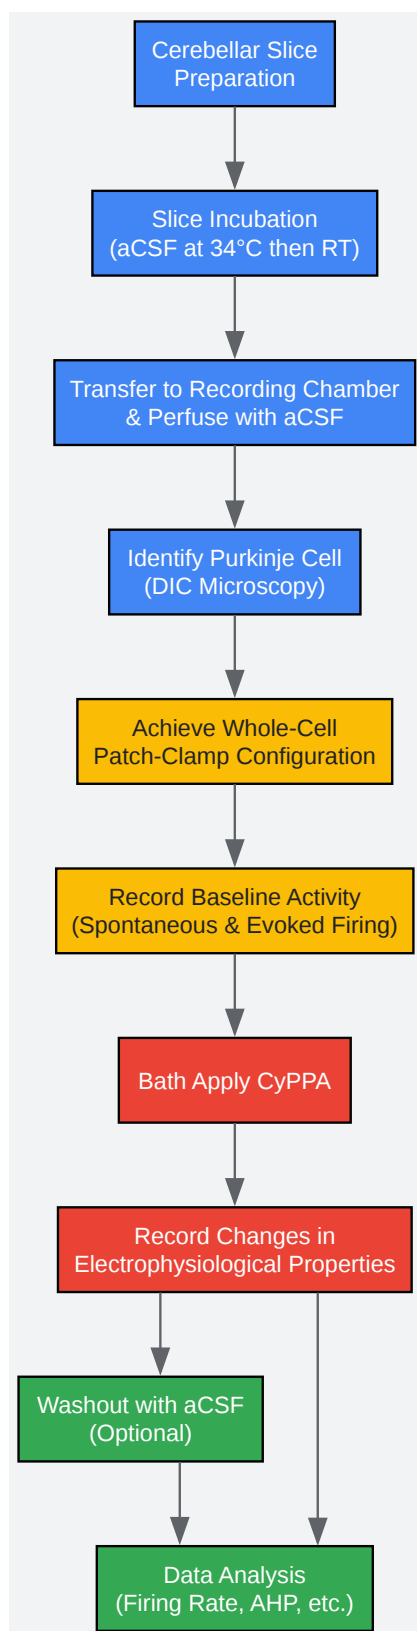 Cerebellar Slice
Preparation
Slice Incubation
(aCSF at 34°C then RT)
Transfer to Recording Chamber
& Perfuse with aCSF
Identify Purkinje Cell
(DIC Microscopy)
Achieve Whole-Cell
Patch-Clamp Configuration
Record Baseline Activity
(Spontaneous & Evoked Firing)
Bath Apply CyPPA
Record Changes in
Electrophysiological Properties
Washout with aCSF
(Optional)
Data Analysis
(Firing Rate, AHP, etc.)